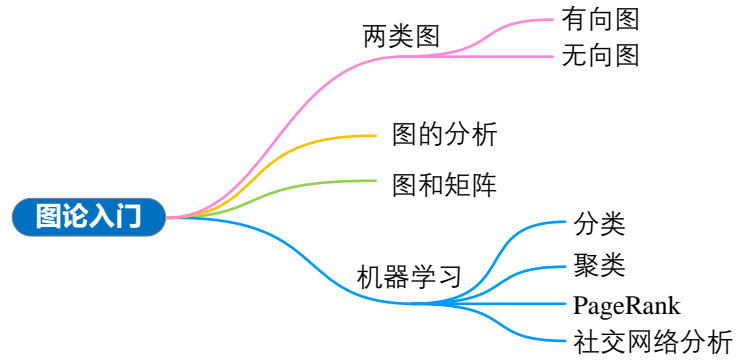 图论入门
两类图
有向图
无向图
图的分析
图和矩阵
机器学习
分类
聚类
PageRank
社交网络分析